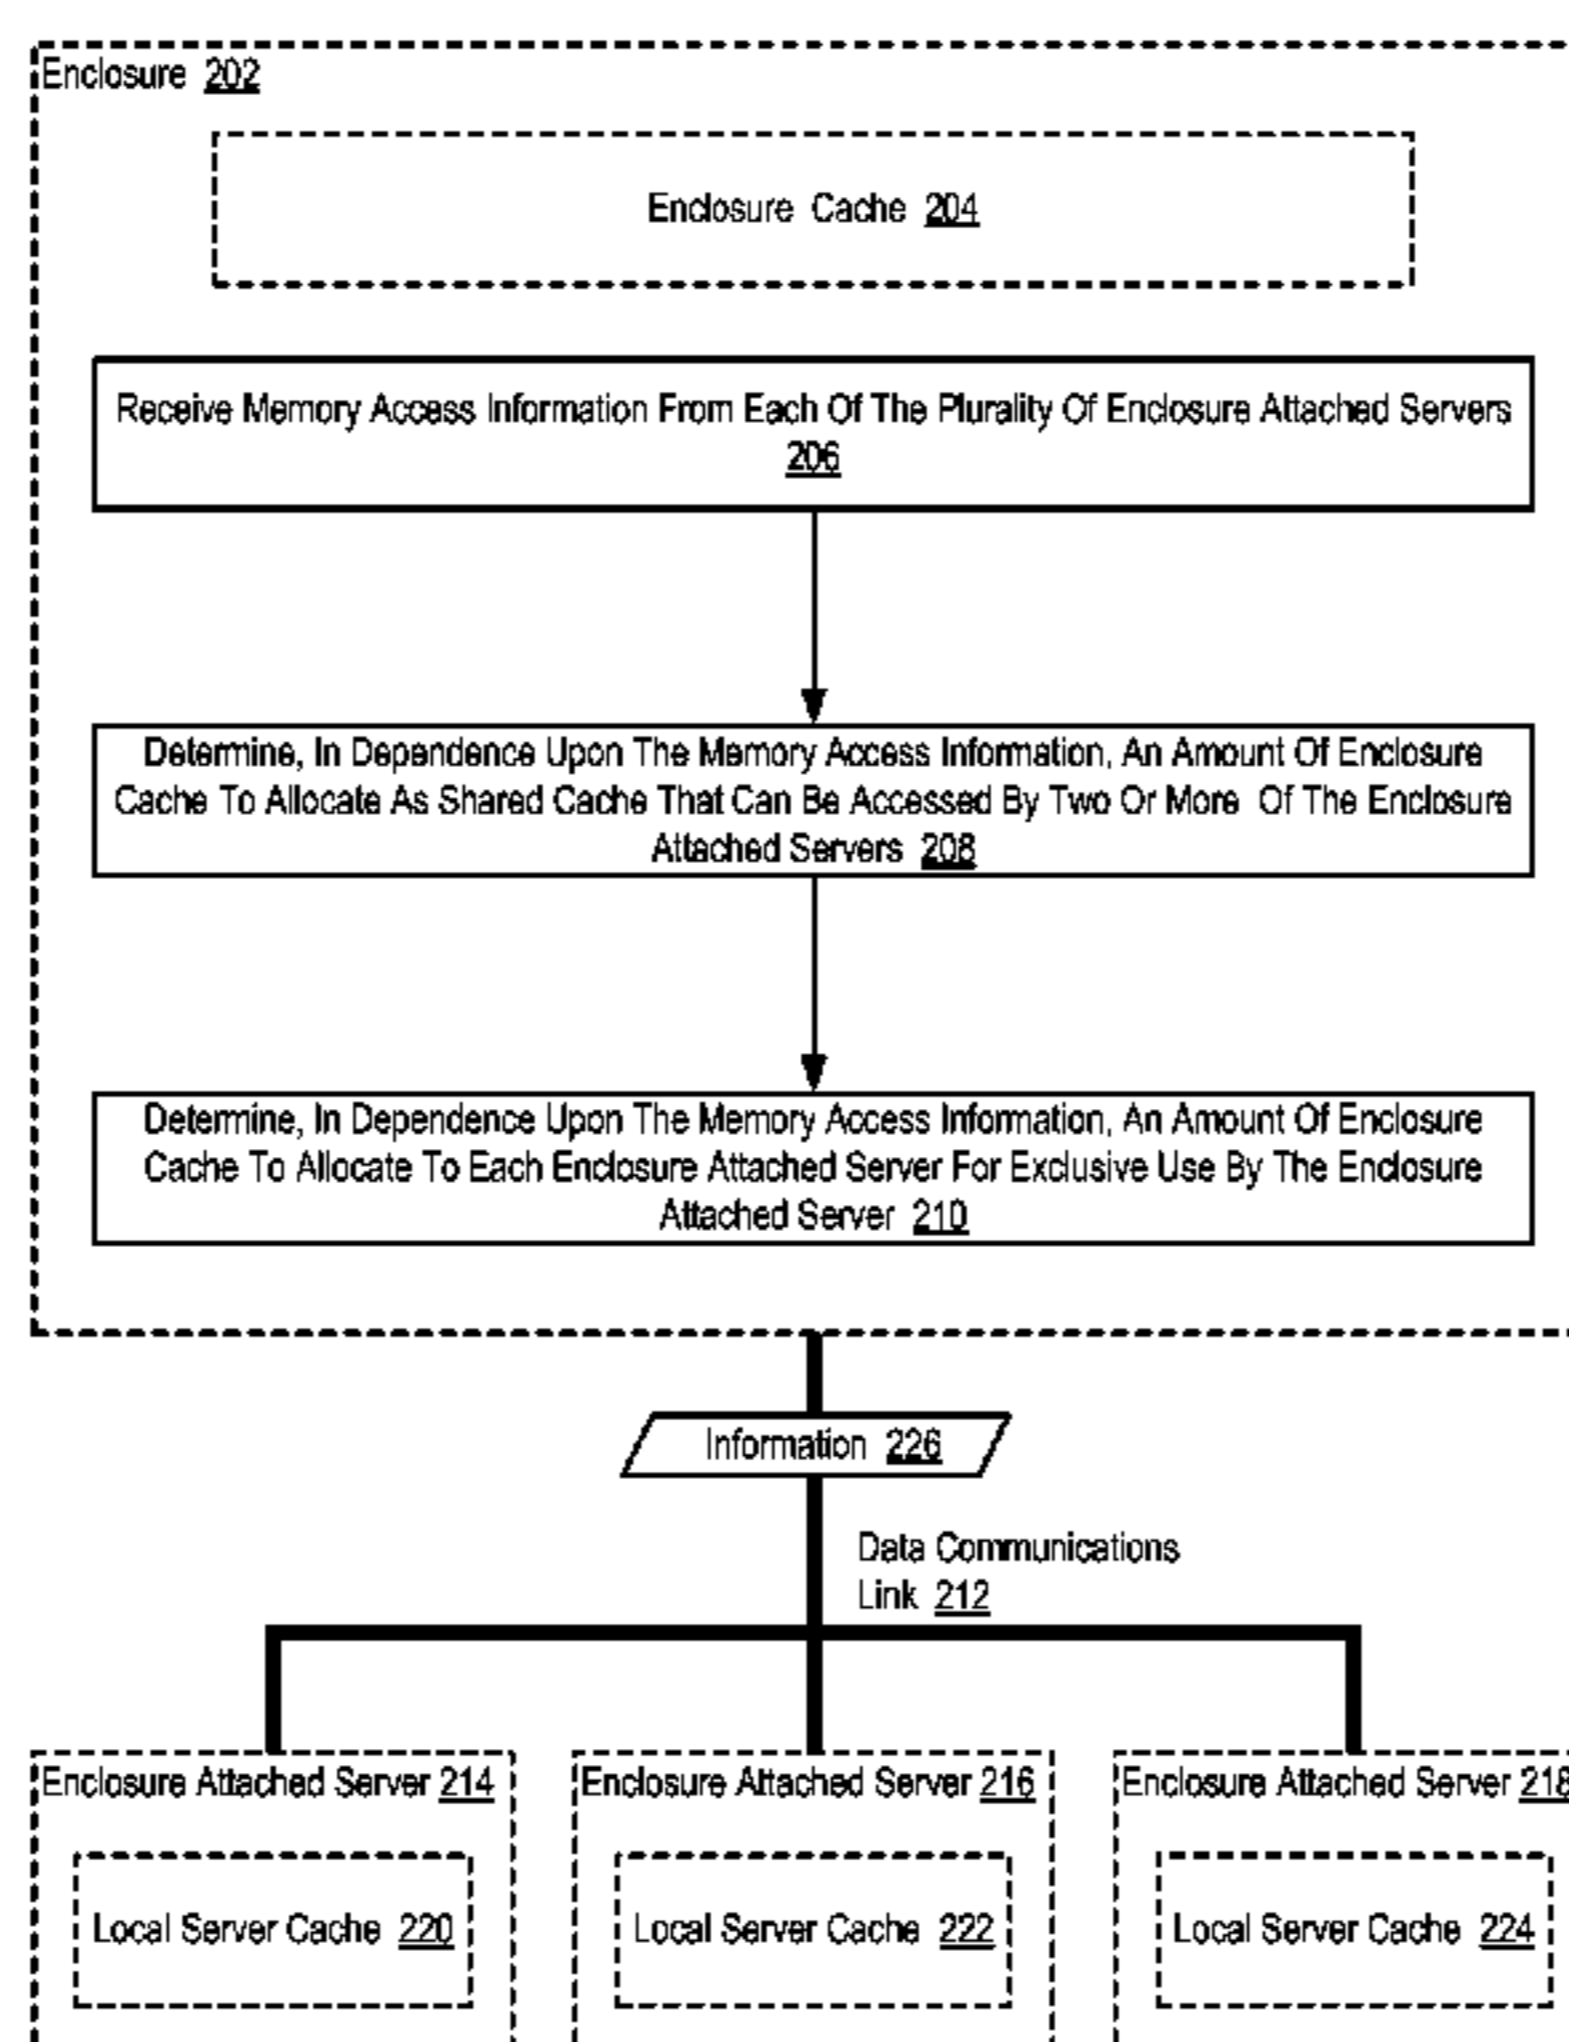 Enclosure 202
Enclosure Cache 204
Receive Memory Access Information From Each Of The Plurality Of Enclosure Attached Servers
206
Determine, In Dependence Upon The Memory Access Information, An Amount Of Enclosure
Cache To Allocate As Shared Cache That Can Be Accessed By Two Or More Of The Enclosure
Attached Servers 208
Determine, In Dependence Upon The Memory Access Information, An Amount Of Enclosure
Cache To Allocate To Each Enclosure Attached Server For Exclusive Use By The Enclosure
Attached Server 210
Information 226
Data Communications
Link 212
Enclosure Attached Server 214
Local Server Cache 220
Enclosure Attached Server 216
Local Server Cache 222
Enclosure Attached Server 218
Local Server Cache 224